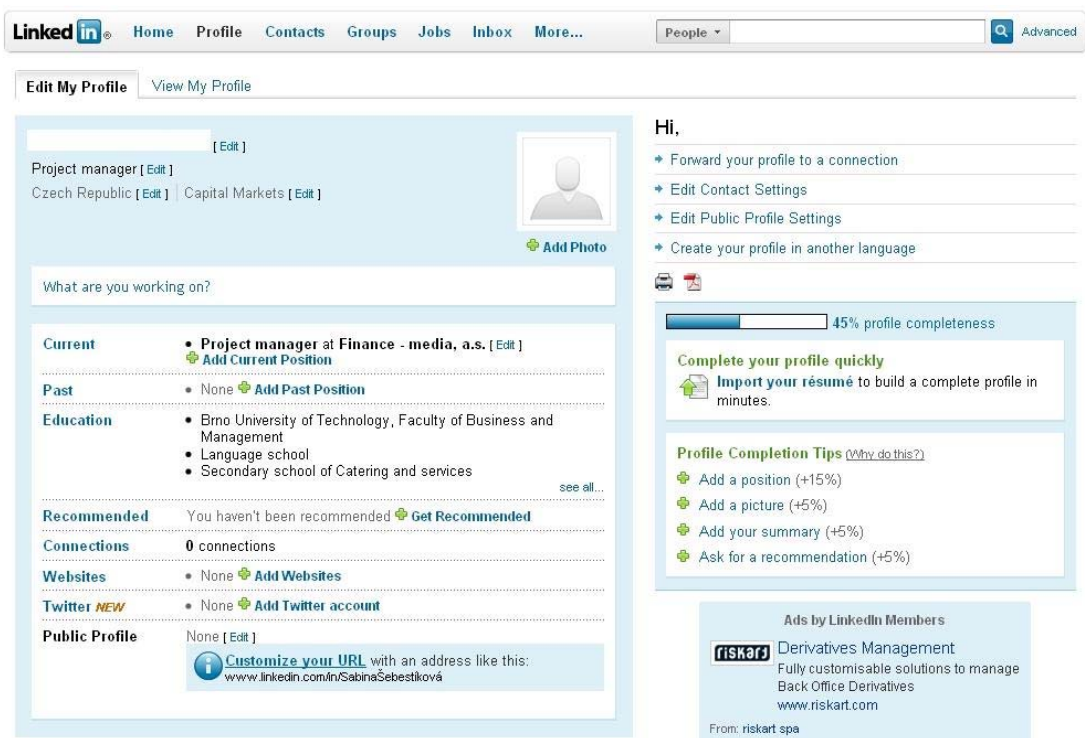 Linked in ® Home Profile Contacts Groups Jobs Inbox More... People Advanced
Edit My Profile View My Profile
[ Edit ]
Project manager [ Edit ]
Czech Republic [ Edit ] Capital Markets [ Edit ]
Add Photo
What are you working on?
Current • Project manager at Finance - media, a.s. [ Edit ]
Add Current Position
Past • None Add Past Position
Education • Brno University of Technology, Faculty of Business and
Management
• Language school
• Secondary school of Catering and services
see all...
Recommended You haven't been recommended Get Recommended
Connections 0 connections
Websites • None Add Websites
Twitter NEW • None Add Twitter account
Public Profile None [ Edit ]
Customize your URL with an address like this:
www.linkedin.com/in/SabinaŠebestíková
Hi,
Forward your profile to a connection
Edit Contact Settings
Edit Public Profile Settings
Create your profile in another language
45% profile completeness
Complete your profile quickly
Import your résumé to build a complete profile in
minutes.
Profile Completion Tips (Why do this?)
Add a position (+15%)
Add a picture (+5%)
Add your summary (+5%)
Ask for a recommendation (+5%)
Ads by LinkedIn Members
riskart Derivatives Management
Fully customisable solutions to manage
Back Office Derivatives
www.riskart.com
From: riskart spa